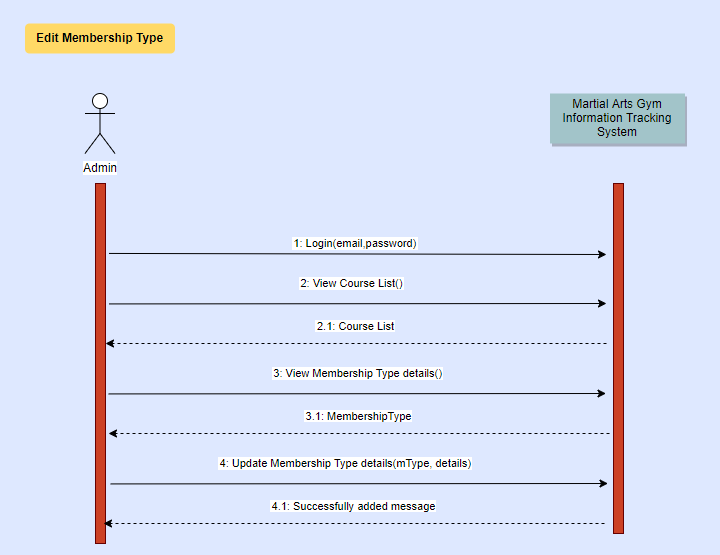 Edit Membership Type
Martial Arts Gym
Information Tracking
System
Admin
1: Login(email,password)
2: View Course List()
2.1: Course List
3: View Membership Type details()
3.1: MembershipType
4: Update Membership Type details(mType, details)
4.1: Successfully added message